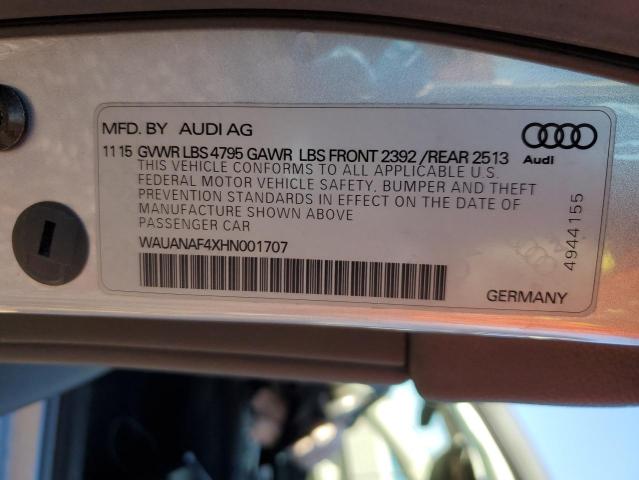 MFD. BY AUDI AG
11 15 GVWR LBS 4795 GAWR LBS FRONT 2392 /REAR 2513
THIS VEHICLE CONFORMS TO ALL APPLICABLE U.S.
FEDERAL MOTOR VEHICLE SAFETY, BUMPER AND THEFT
PREVENTION STANDARDS IN EFFECT ON THE DATE OF
MANUFACTURE SHOWN ABOVE
PASSENGER CAR
WAUANAF4XHN001707
Audi
4944155
GERMANY